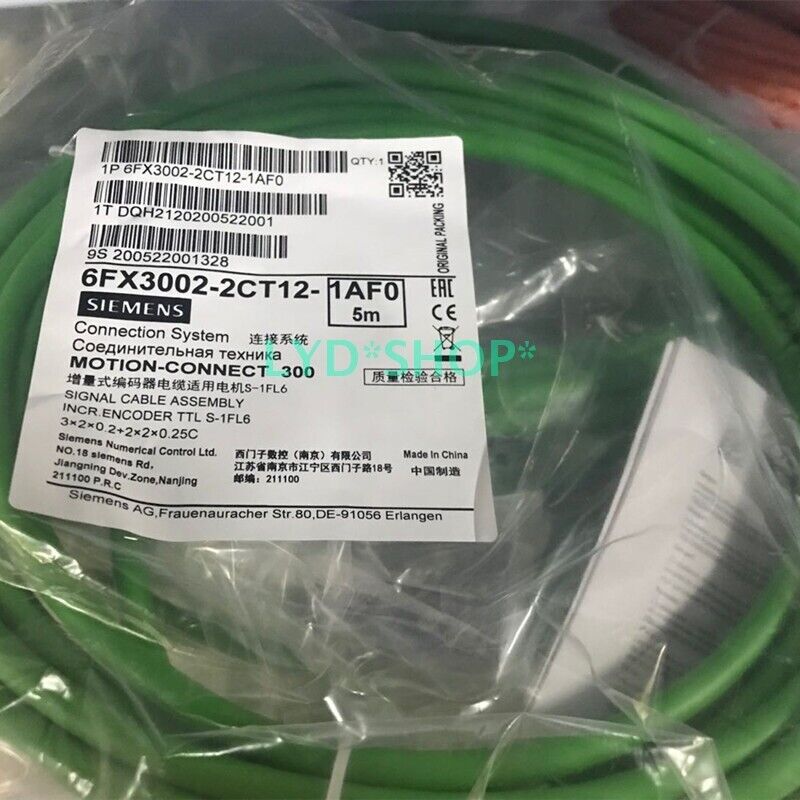 QTY:1
1P 6FX3002-2CT12-1AF0
1T DQH2120200522001
9S 200522001328
ORIGINAL PACKING
6FX3002-2CT12- 1AF0
5m
EAC
CE
SIEMENS
Connection System 连接系统
Соединительная техника
LYD*SHOP*
MOTION-CONNECT 300
增量式编码器电缆适用电机S-1FL6
质量检验合格
SIGNAL CABLE ASSEMBLY
INCR.ENCODER TTL S-1FL6
3×2×0.2+2×2×0.25C
Siemens Numerical Control Ltd.
NO.18 siemens Rd,
Jiangning Dev.Zone,Nanjing
211100 P.R.C
西门子数控（南京）有限公司
江苏省南京市江宁区西门子路18号
邮编：211100
Made in China
中国制造
Siemens AG,Frauenauracher Str.80,DE-91056 Erlangen